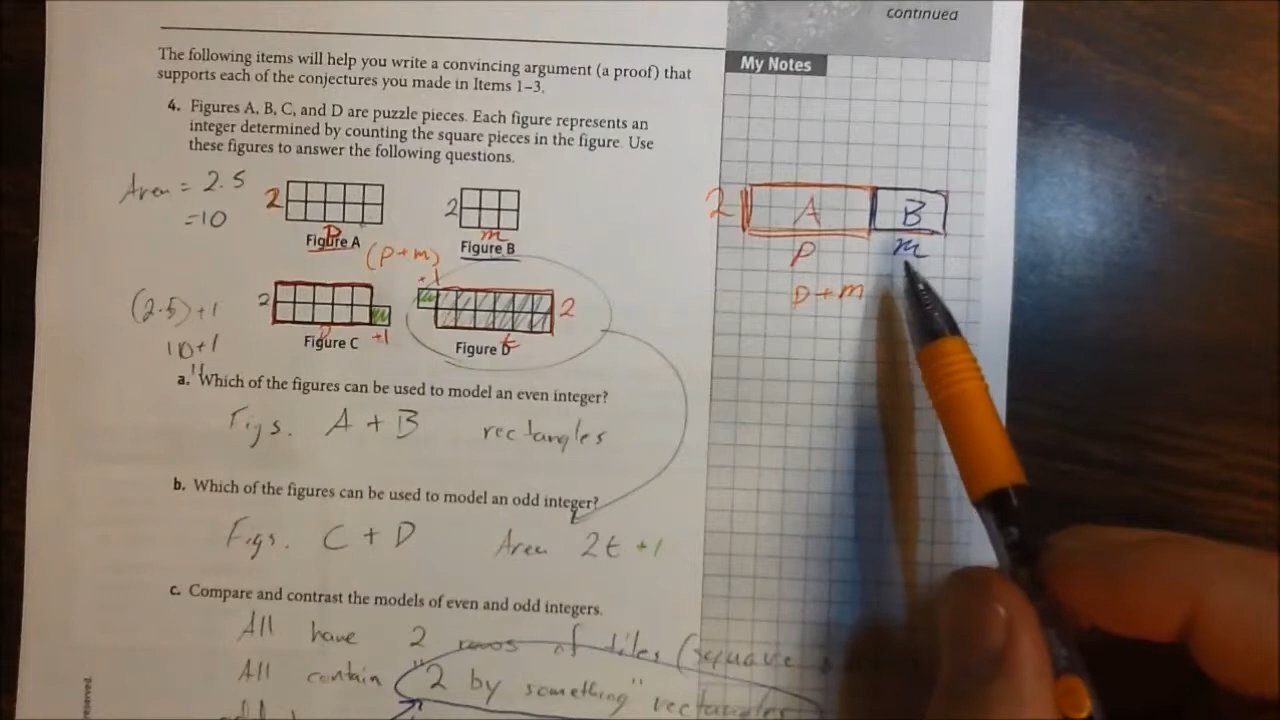 continued
The following items will help you write a convincing argument (a proof) that
supports each of the conjectures you made in Items 1–3.
My Notes
4. Figures A, B, C, and D are puzzle pieces. Each figure represents an
integer determined by counting the square pieces in the figure. Use
these figures to answer the following questions.
Area = 2.5
=10
2
2
P
m
Figure A
Figure B
2
A
B
P
m
P+m
(P+m)
(2.5)+1
10+1
11
2
+1
+1
2
Figure C
Figure D
t
a. Which of the figures can be used to model an even integer?
Figs. A + B rectangles
b. Which of the figures can be used to model an odd integer?
Figs. C + D Area 2t +1
c. Compare and contrast the models of even and odd integers.
All have 2 rows of tiles (square
All contain "2 by something" rectangles
reserved.